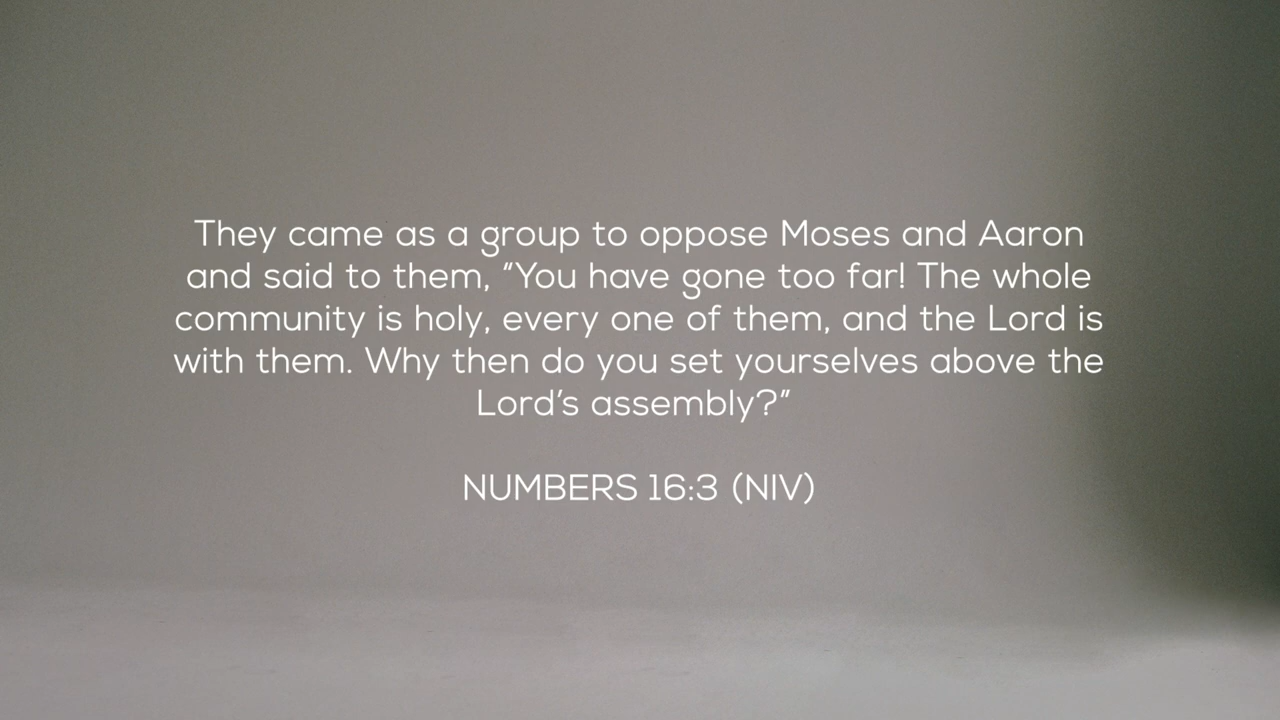 They came as a group to oppose Moses and Aaron
and said to them, “You have gone too far! The whole
community is holy, every one of them, and the Lord is
with them. Why then do you set yourselves above the
Lord’s assembly?”
NUMBERS 16:3 (NIV)